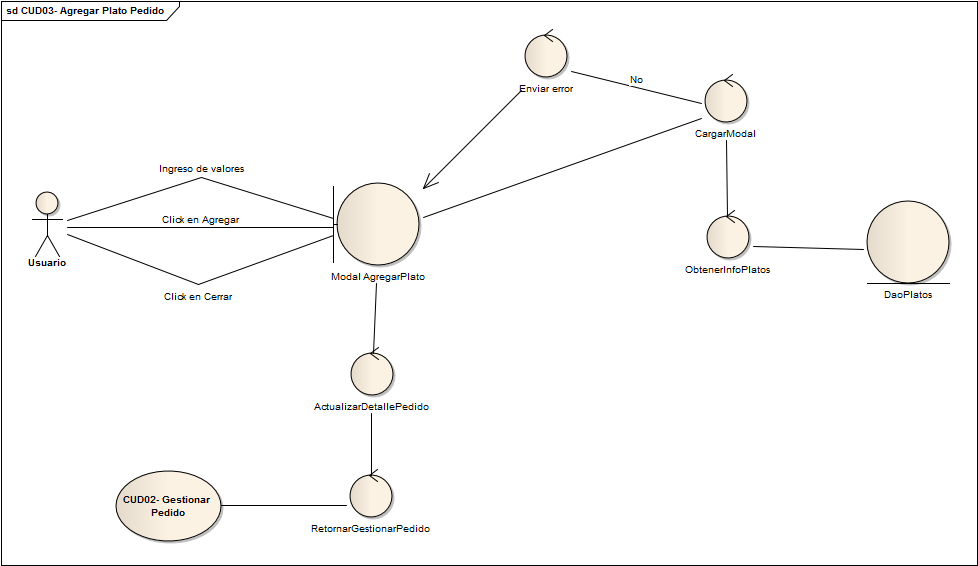 sd CUD03- Agregar Plato Pedido
Enviar error
No
CargarModal
Ingreso de valores
Click en Agregar
Usuario
Click en Cerrar
Modal AgregarPlato
ObtenerInfoPlatos
DaoPlatos
ActualizarDetallePedido
CUD02- Gestionar
Pedido
RetornarGestionarPedido